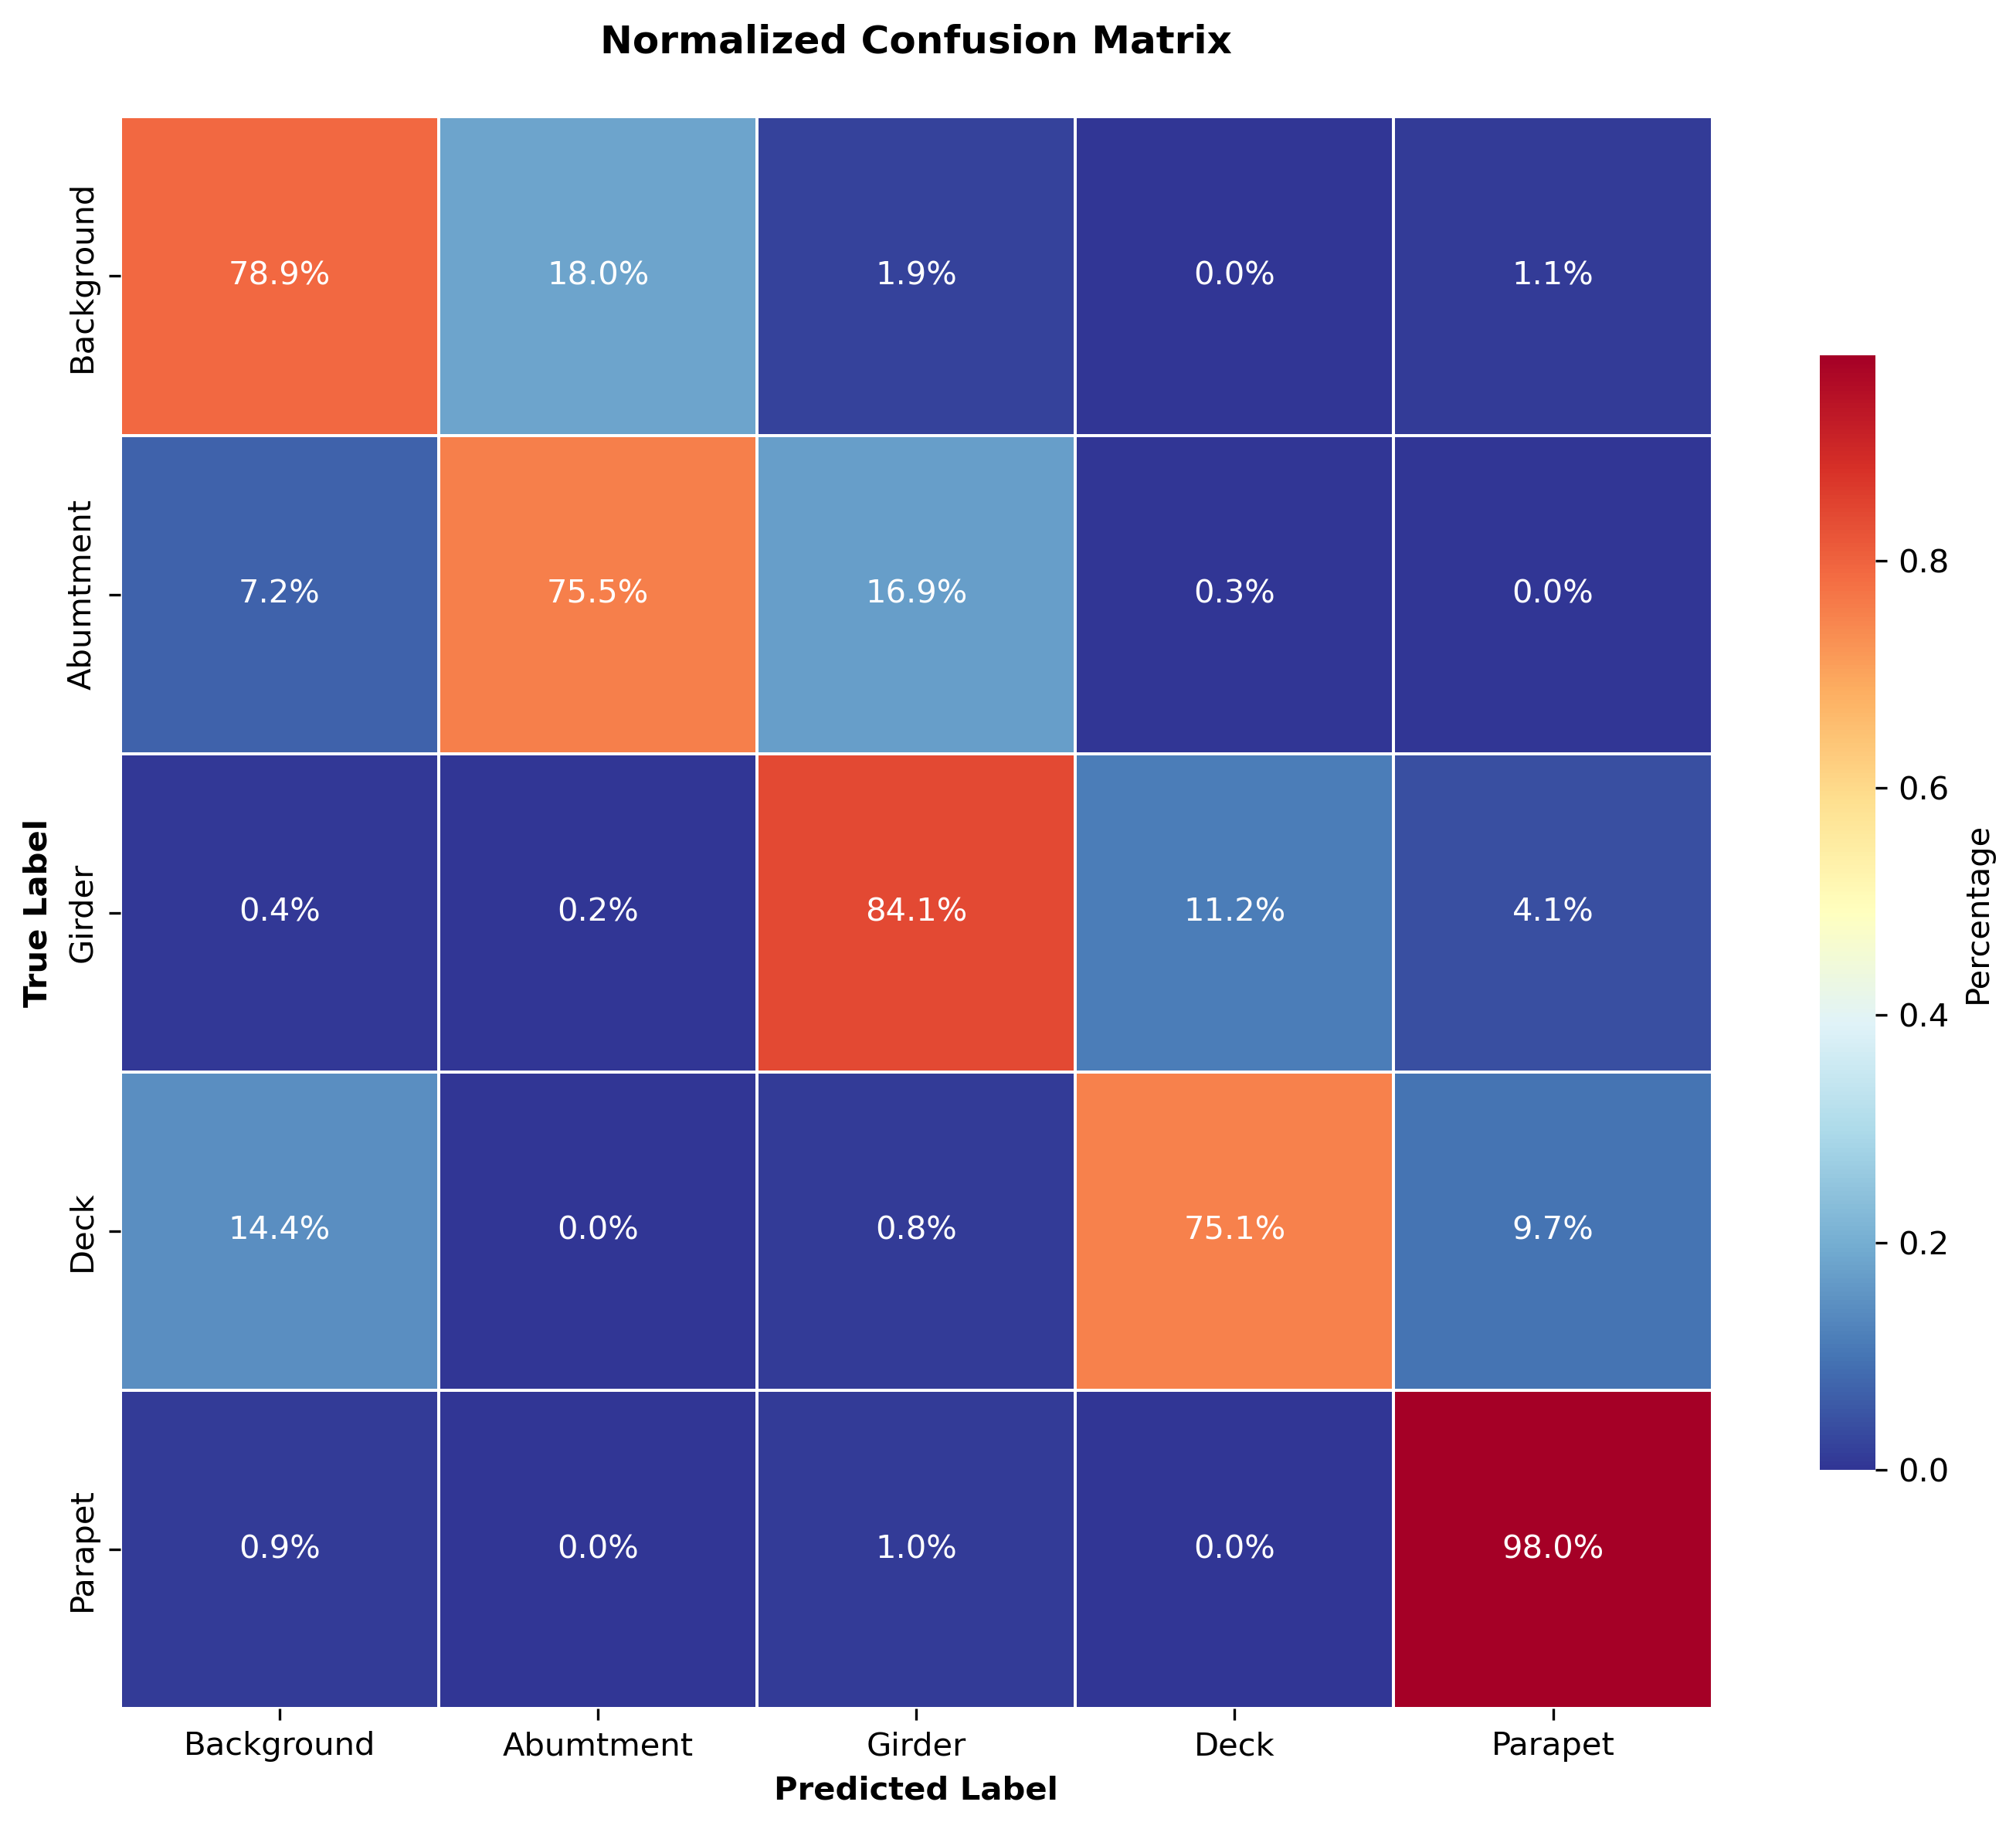 Normalized Confusion Matrix
Background 78.9% 18.0% 1.9% 0.0% 1.1%
Abumtment 7.2% 75.5% 16.9% 0.3% 0.0%
Girder 0.4% 0.2% 84.1% 11.2% 4.1%
Deck 14.4% 0.0% 0.8% 75.1% 9.7%
Parapet 0.9% 0.0% 1.0% 0.0% 98.0%
True Label
Background Abumtment Girder Deck Parapet
Predicted Label
0.8
0.6
0.4
0.2
0.0
Percentage